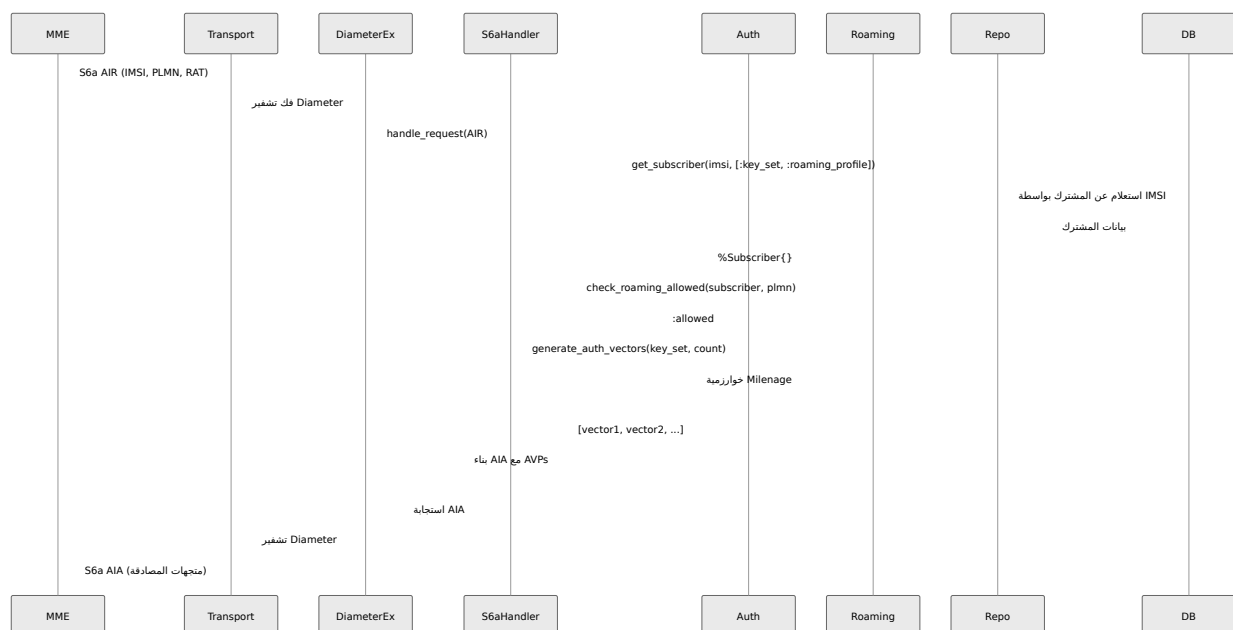 MME Transport DiameterEx S6aHandler Auth Roaming Repo DB
S6a AIR (IMSI, PLMN, RAT)
فك تشفير Diameter
handle_request(AIR)
get_subscriber(imsi, [:key_set, :roaming_profile])
استعلام عن المشترك بواسطة IMSI
بيانات المشترك
%Subscriber{}
check_roaming_allowed(subscriber, plmn)
:allowed
generate_auth_vectors(key_set, count)
خوارزمية Milenage
[vector1, vector2, ...]
بناء AIA مع AVPs
استجابة AIA
تشفير Diameter
S6a AIA (متجهات المصادقة)
MME Transport DiameterEx S6aHandler Auth Roaming Repo DB